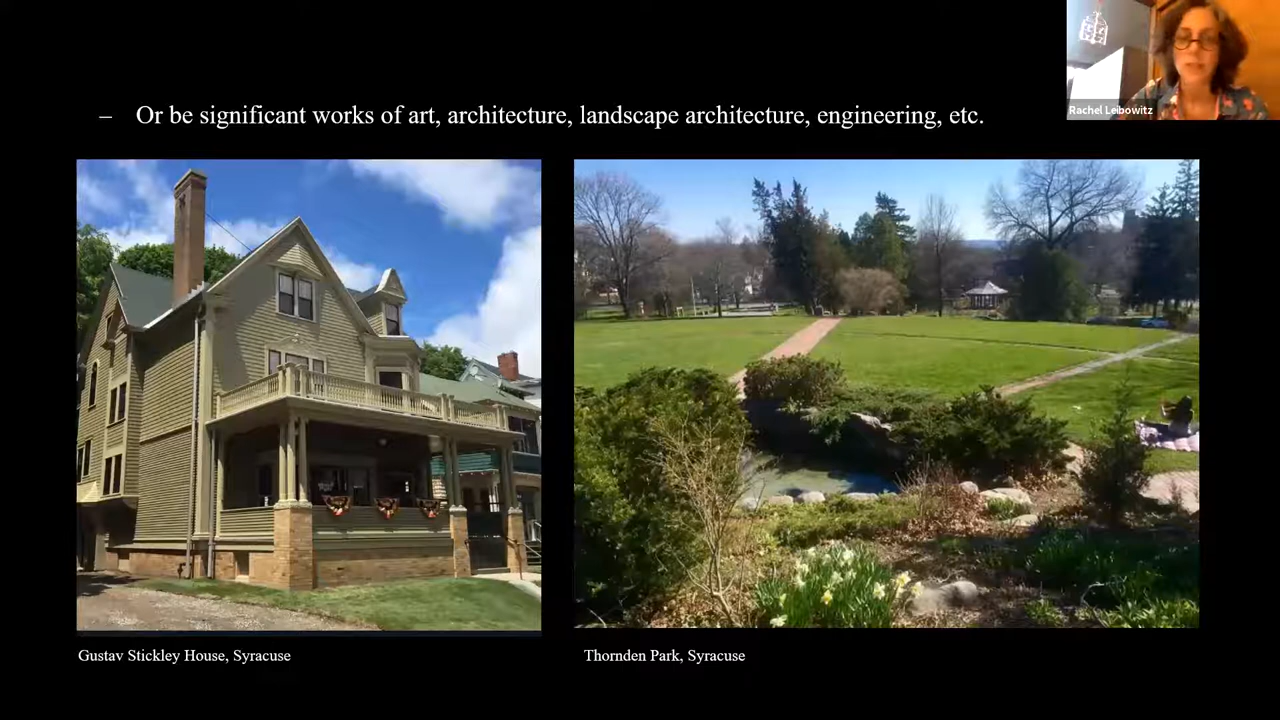 – Or be significant works of art, architecture, landscape architecture, engineering, etc.
Rachel Leibowitz
Gustav Stickley House, Syracuse
Thornden Park, Syracuse